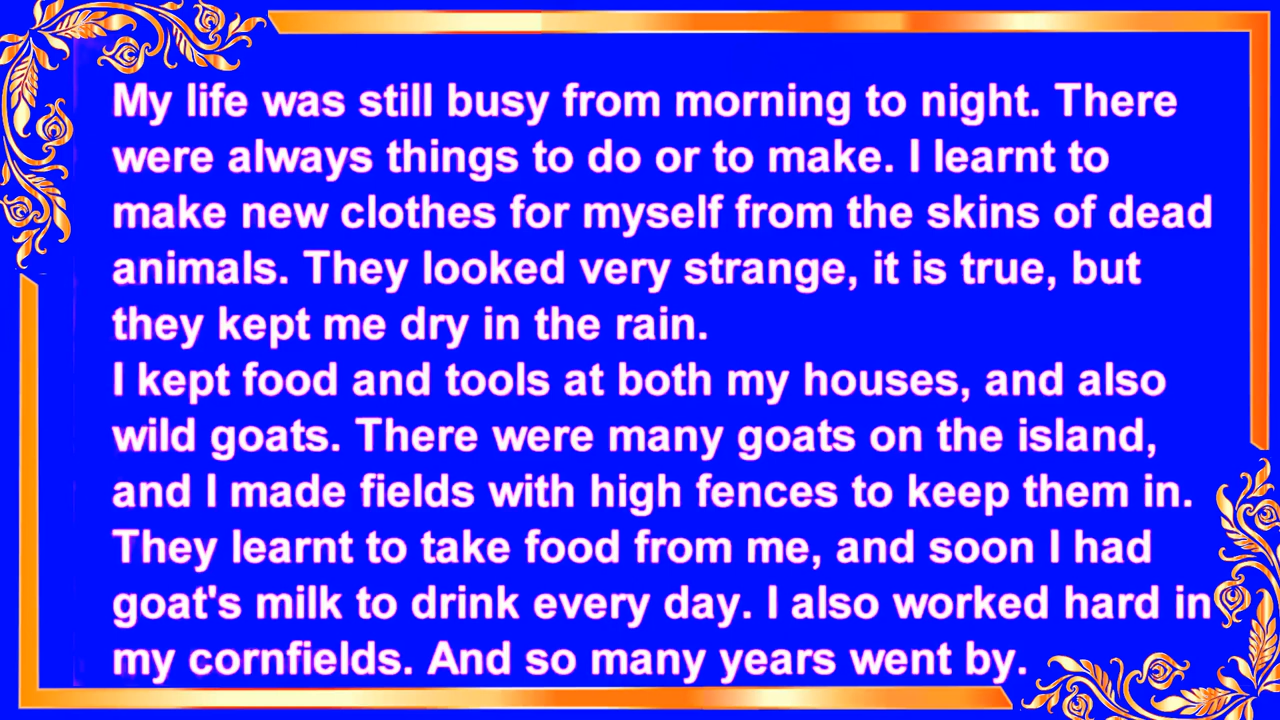 My life was still busy from morning to night. There
were always things to do or to make. I learnt to
make new clothes for myself from the skins of dead
animals. They looked very strange, it is true, but
they kept me dry in the rain.
I kept food and tools at both my houses, and also
wild goats. There were many goats on the island,
and I made fields with high fences to keep them in.
They learnt to take food from me, and soon I had
goat's milk to drink every day. I also worked hard in
my cornfields. And so many years went by.